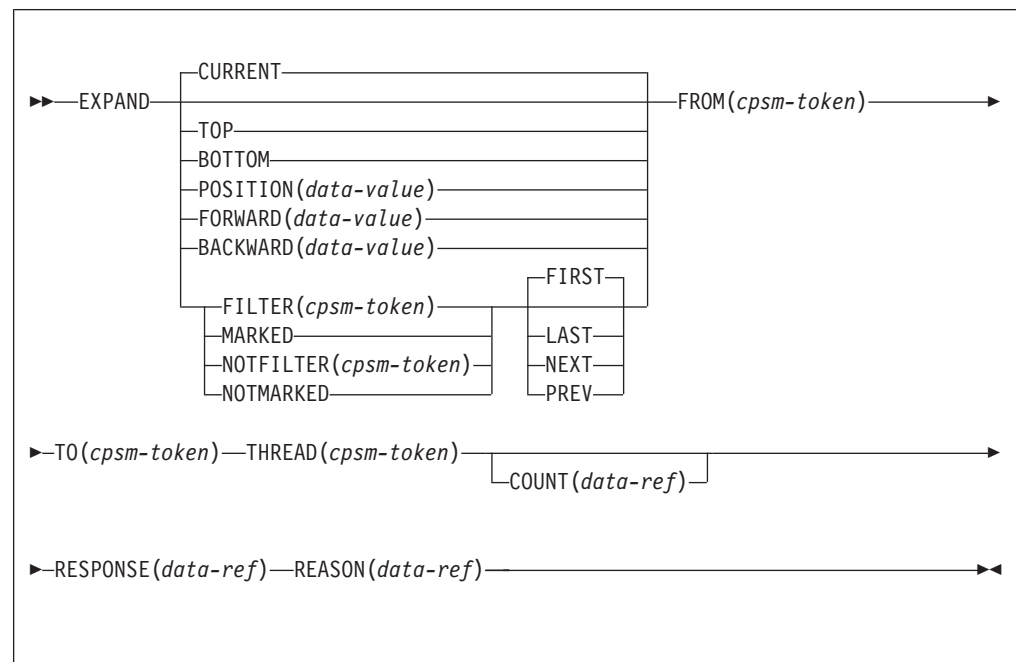 CURRENT
EXPAND FROM(cpsm-token)
TOP
BOTTOM
POSITION(data-value)
FORWARD(data-value)
BACKWARD(data-value)
FIRST
FILTER(cpsm-token)
MARKED LAST
NOTFILTER(cpsm-token) NEXT
NOTMARKED PREV
TO(cpsm-token) THREAD(cpsm-token)
COUNT(data-ref)
RESPONSE(data-ref) REASON(data-ref)